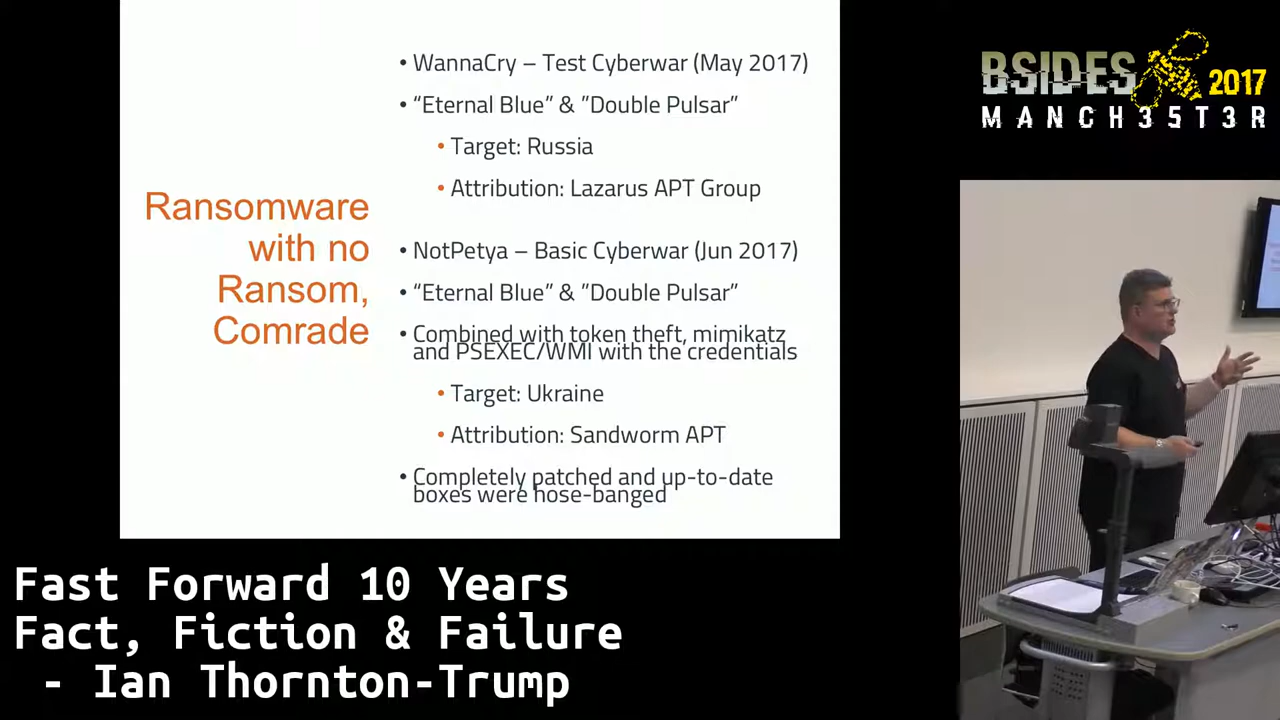 Ransomware
with no
Ransom,
Comrade
• WannaCry – Test Cyberwar (May 2017)
• “Eternal Blue” & ”Double Pulsar”
• Target: Russia
• Attribution: Lazarus APT Group
• NotPetya – Basic Cyberwar (Jun 2017)
• “Eternal Blue” & ”Double Pulsar”
• Combined with token theft, mimikatz
and PSEXEC/WMI with the credentials
• Target: Ukraine
• Attribution: Sandworm APT
• Completely patched and up-to-date
boxes were hose-banged
BSIDES 2017
MANCH35T3R
Fast Forward 10 Years
Fact, Fiction & Failure
- Ian Thornton-Trump